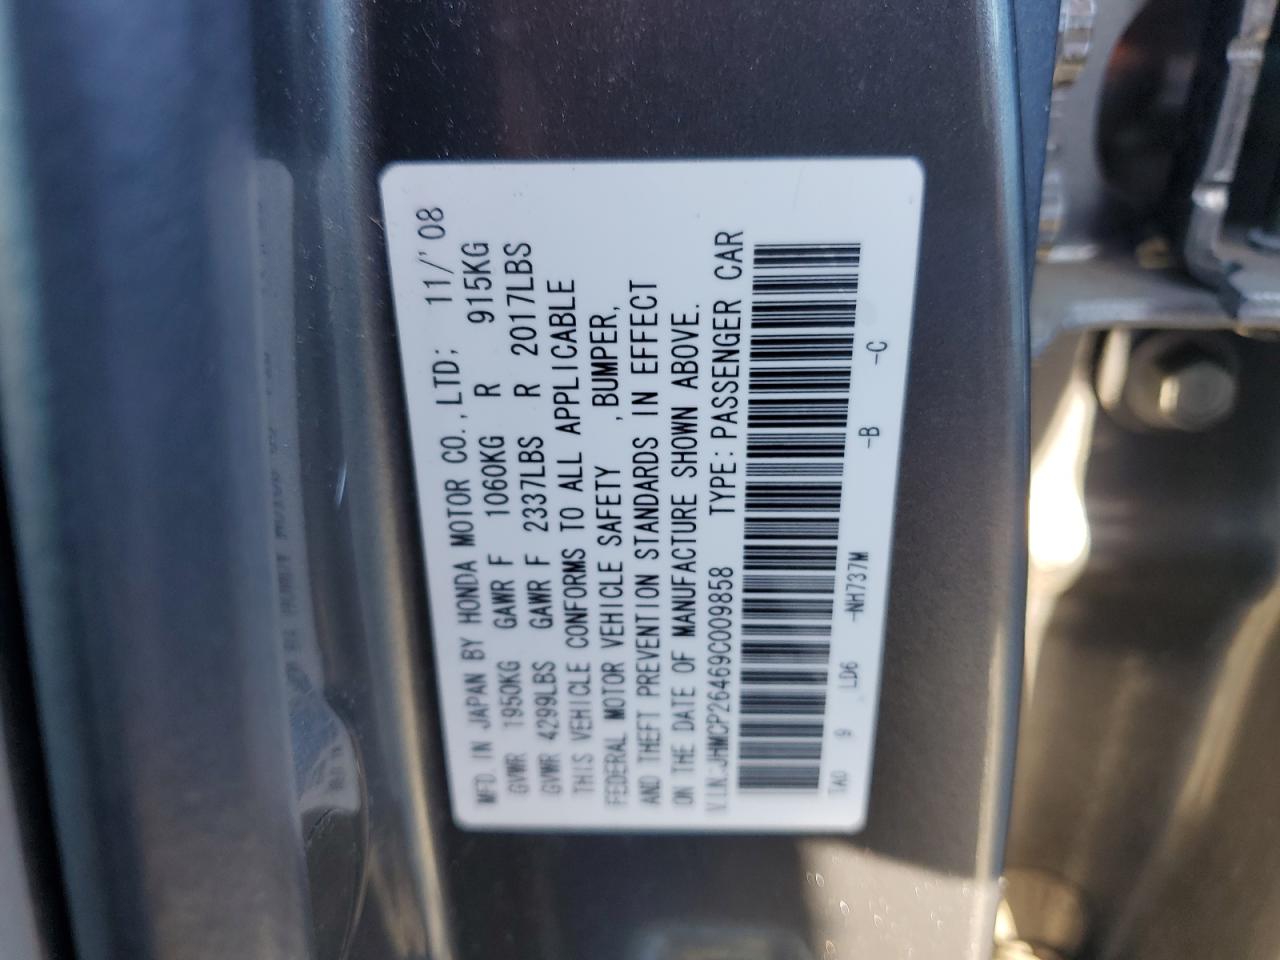 MFD. IN JAPAN BY HONDA MOTOR CO., LTD; 11/'08
GVWR 1950KG GAWR F 1060KG R 915KG
GVWR 4299LBS GAWR F 2337LBS R 2017LBS
THIS VEHICLE CONFORMS TO ALL APPLICABLE
FEDERAL MOTOR VEHICLE SAFETY , BUMPER,
AND THEFT PREVENTION STANDARDS IN EFFECT
ON THE DATE OF MANUFACTURE SHOWN ABOVE.
V.I.N.:JHMCP26469C009858 TYPE: PASSENGER CAR
TA0 9 LD6 -NH737M -B -C